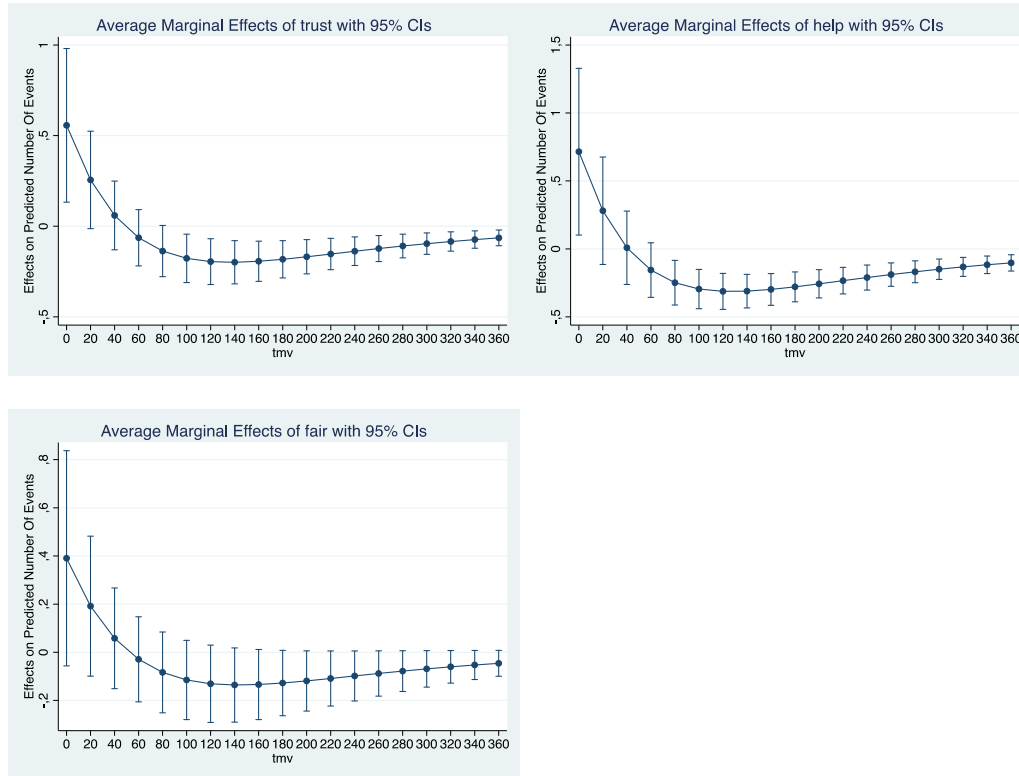 Average Marginal Effects of trust with 95% CIs
Effects on Predicted Number Of Events
1
,5
0
-,5
0 20 40 60 80 100 120 140 160 180 200 220 240 260 280 300 320 340 360
tmv
Average Marginal Effects of help with 95% CIs
Effects on Predicted Number Of Events
1,5
1
,5
0
-,5
0 20 40 60 80 100 120 140 160 180 200 220 240 260 280 300 320 340 360
tmv
Average Marginal Effects of fair with 95% CIs
Effects on Predicted Number Of Events
,8
,6
,4
,2
0
-,2
0 20 40 60 80 100 120 140 160 180 200 220 240 260 280 300 320 340 360
tmv